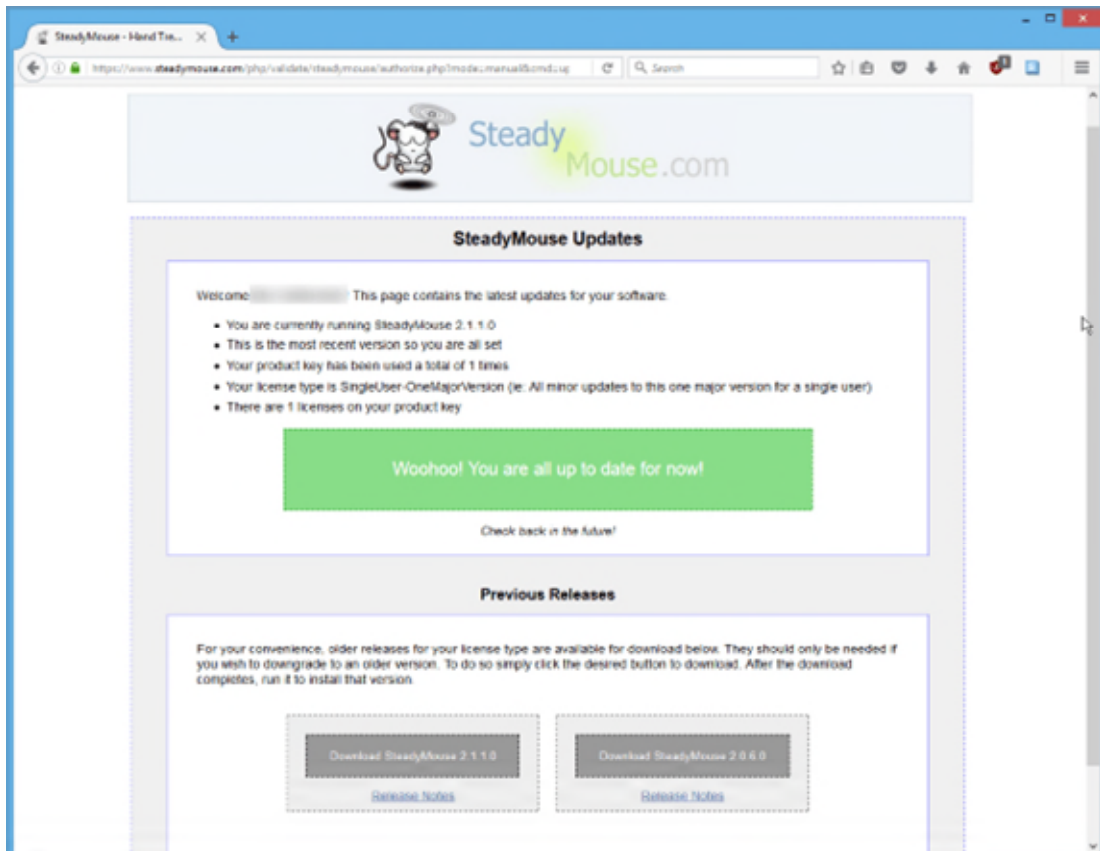 SteadyMouse - Hand Tre...
https://www.steadymouse.com/php/validate/steadymouse/authorize.php?mode=manual&cmd=up
Search
Steady
Mouse.com
SteadyMouse Updates
Welcome This page contains the latest updates for your software.
• You are currently running SteadyMouse 2.1.1.0
• This is the most recent version so you are all set
• Your product key has been used a total of 1 times
• Your license type is SingleUser-OneMajorVersion (ie: All minor updates to this one major version for a single user)
• There are 1 licenses on your product key
Woohoo! You are all up to date for now!
Check back in the future!
Previous Releases
For your convenience, older releases for your license type are available for download below. They should only be needed if
you wish to downgrade to an older version. To do so simply click the desired button to download. After the download
completes, run it to install that version.
Download SteadyMouse 2.1.1.0
Download SteadyMouse 2.0.6.0
Release Notes
Release Notes